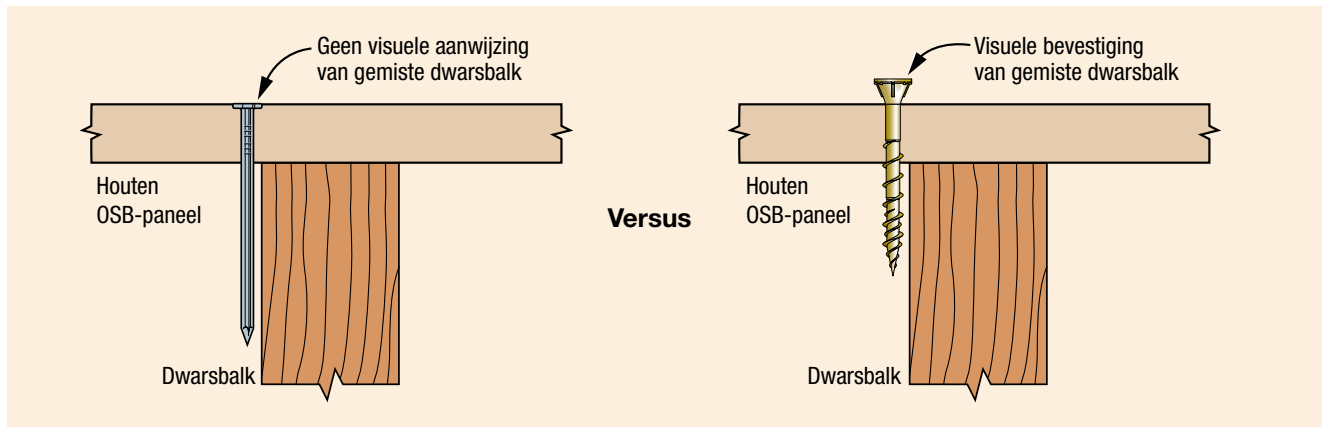 Geen visuele aanwijzing
van gemiste dwarsbalk
Houten
OSB-paneel
Dwarsbalk
Versus
Visuele bevestiging
van gemiste dwarsbalk
Houten
OSB-paneel
Dwarsbalk